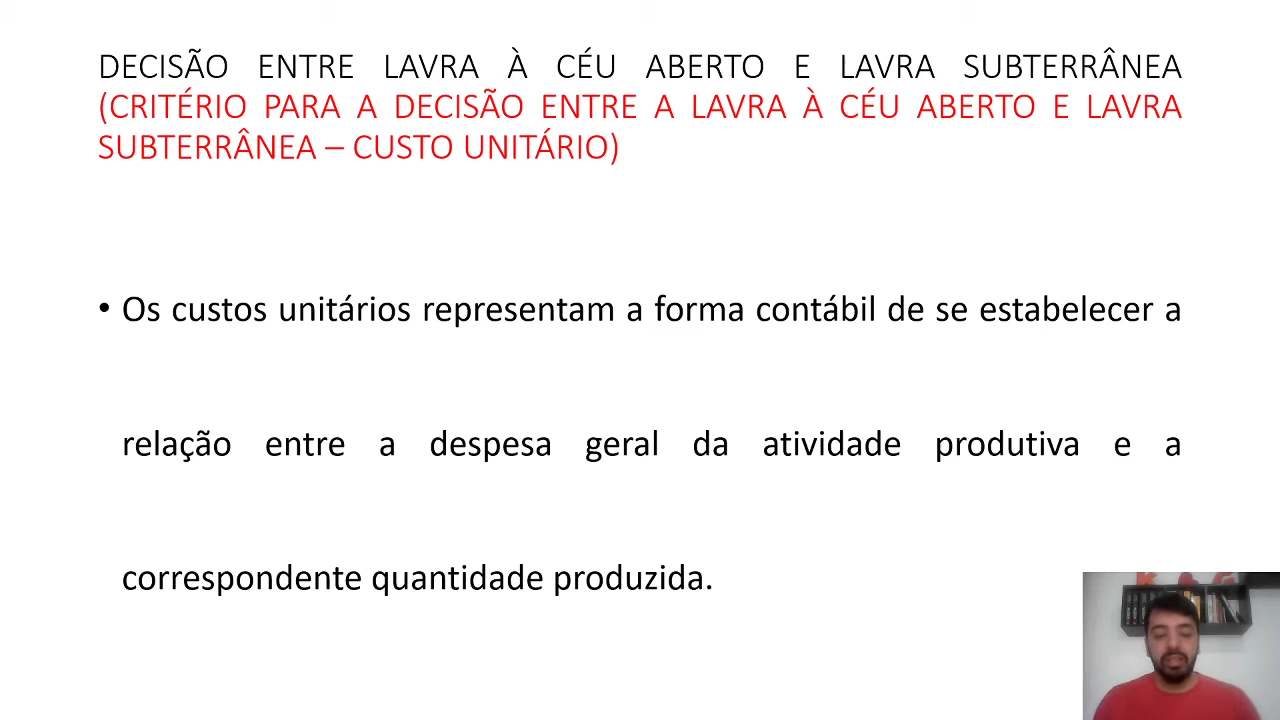 DECISÃO ENTRE LAVRA À CÉU ABERTO E LAVRA SUBTERRÂNEA
(CRITÉRIO PARA A DECISÃO ENTRE A LAVRA À CÉU ABERTO E LAVRA
SUBTERRÂNEA – CUSTO UNITÁRIO)
• Os custos unitários representam a forma contábil de se estabelecer a
relação entre a despesa geral da atividade produtiva e a
correspondente quantidade produzida.